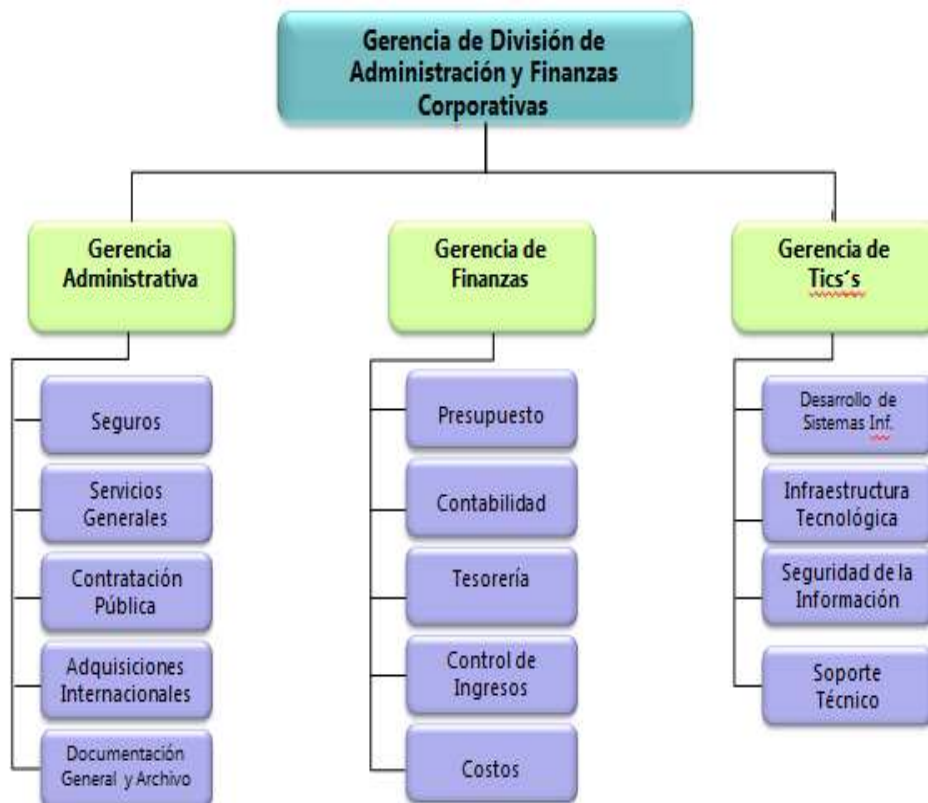 Gerencia de División de
Administración y Finanzas
Corporativas
Gerencia
Administrativa
Seguros
Servicios
Generales
Contratación
Pública
Adquisiciones
Internacionales
Documentación
General y Archivo
Gerencia de
Finanzas
Presupuesto
Contabilidad
Tesorería
Control de
Ingresos
Costos
Gerencia de
Tics´s
Desarrollo de
Sistemas Inf.
Infraestructura
Tecnológica
Seguridad de la
Información
Soporte
Técnico